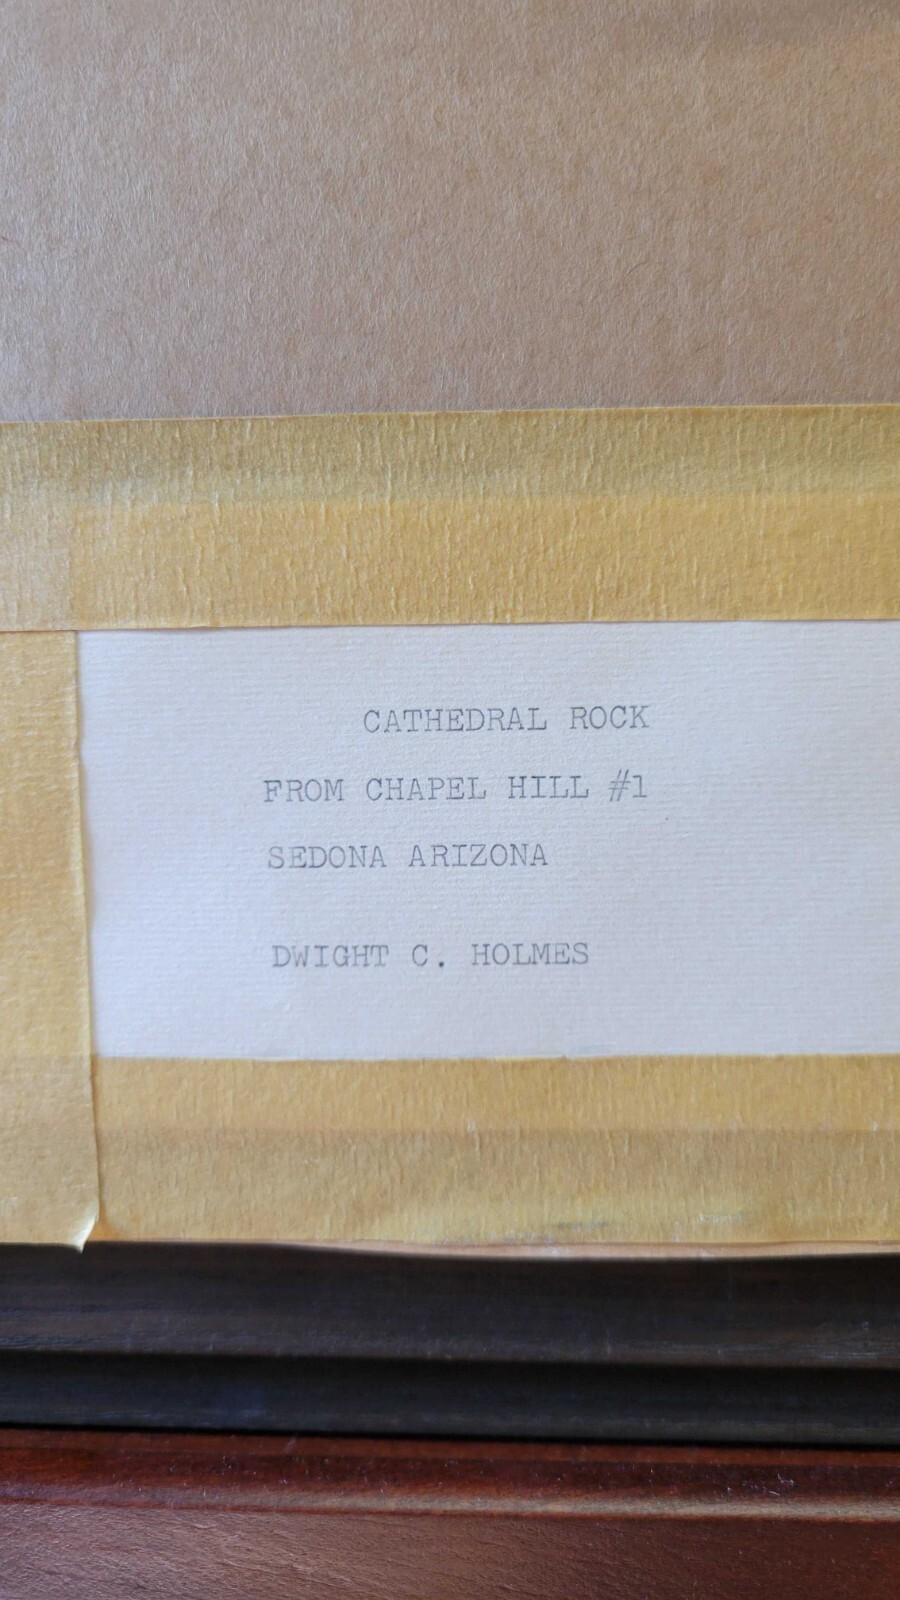 CATHEDRAL ROCK
FROM CHAPEL HILL #1
SEDONA ARIZONA
DWIGHT C. HOLMES